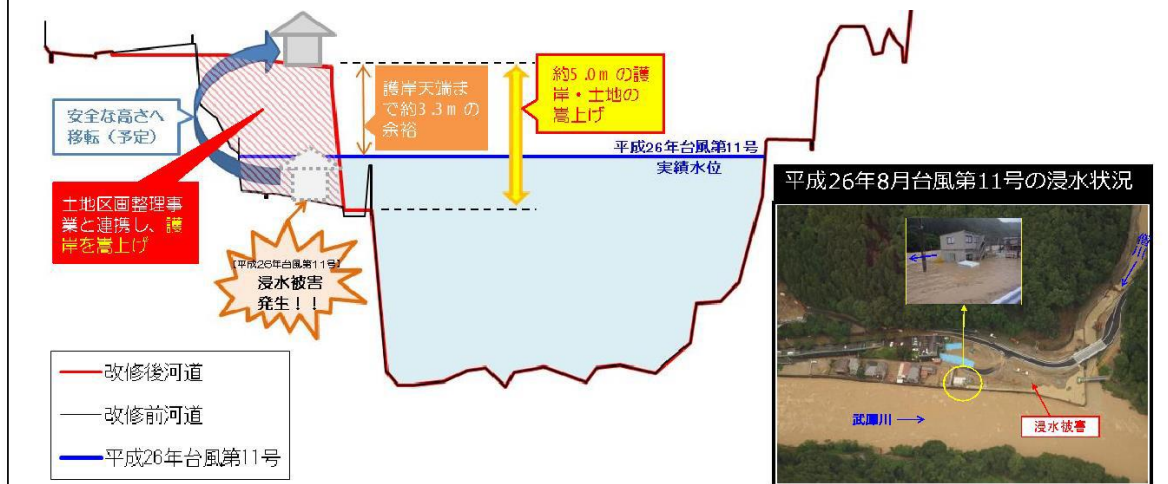 安全な高さへ
移転（予定）
護岸天端ま
で約3.3ｍの
余裕
約5.0ｍの護
岸・土地の
嵩上げ
平成26年台風第11号
実績水位
土地区画整理事
業と連携し、護
岸を嵩上げ
【平成26年台風第11号】
浸水被害
発生！！
改修後河道
改修前河道
平成26年台風第11号
平成26年8月台風第11号の浸水状況
武庫川
浸水被害